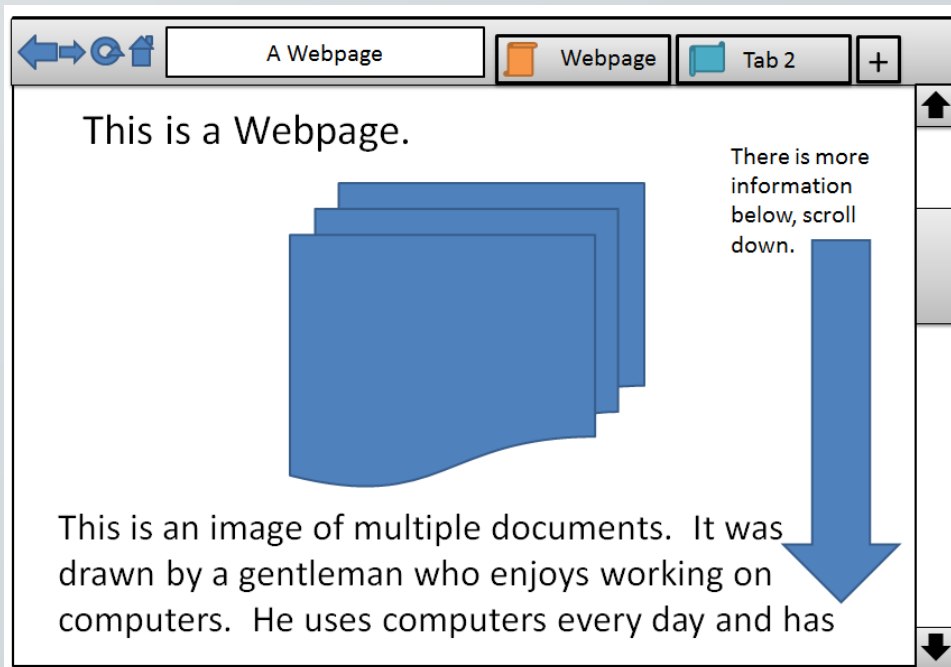 A Webpage
Webpage
Tab 2
+
This is a Webpage.
There is more
information
below, scroll
down.
This is an image of multiple documents.  It was
drawn by a gentleman who enjoys working on
computers.  He uses computers every day and has